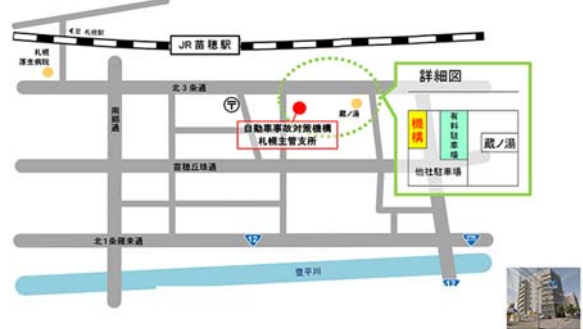 至 札幌駅
JR 苗穂駅
札幌
厚生病院
北3条通
〒
蔵ノ湯
自動車事故対策機構
札幌主管支所
南郷通
苗穂丘珠通
北1条雁来通
12
豊平川
12
詳細図
機構
有料駐車場
蔵ノ湯
他社駐車場